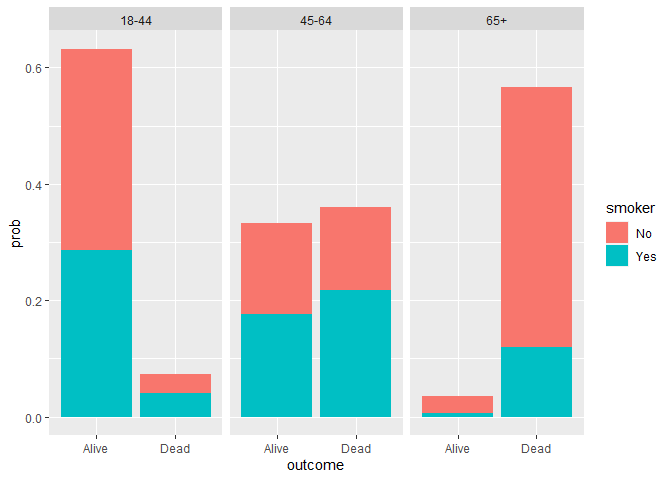 18-44 45-64 65+
prob
0.6
0.4
0.2
0.0
Alive Dead Alive Dead Alive Dead
outcome
smoker
No
Yes